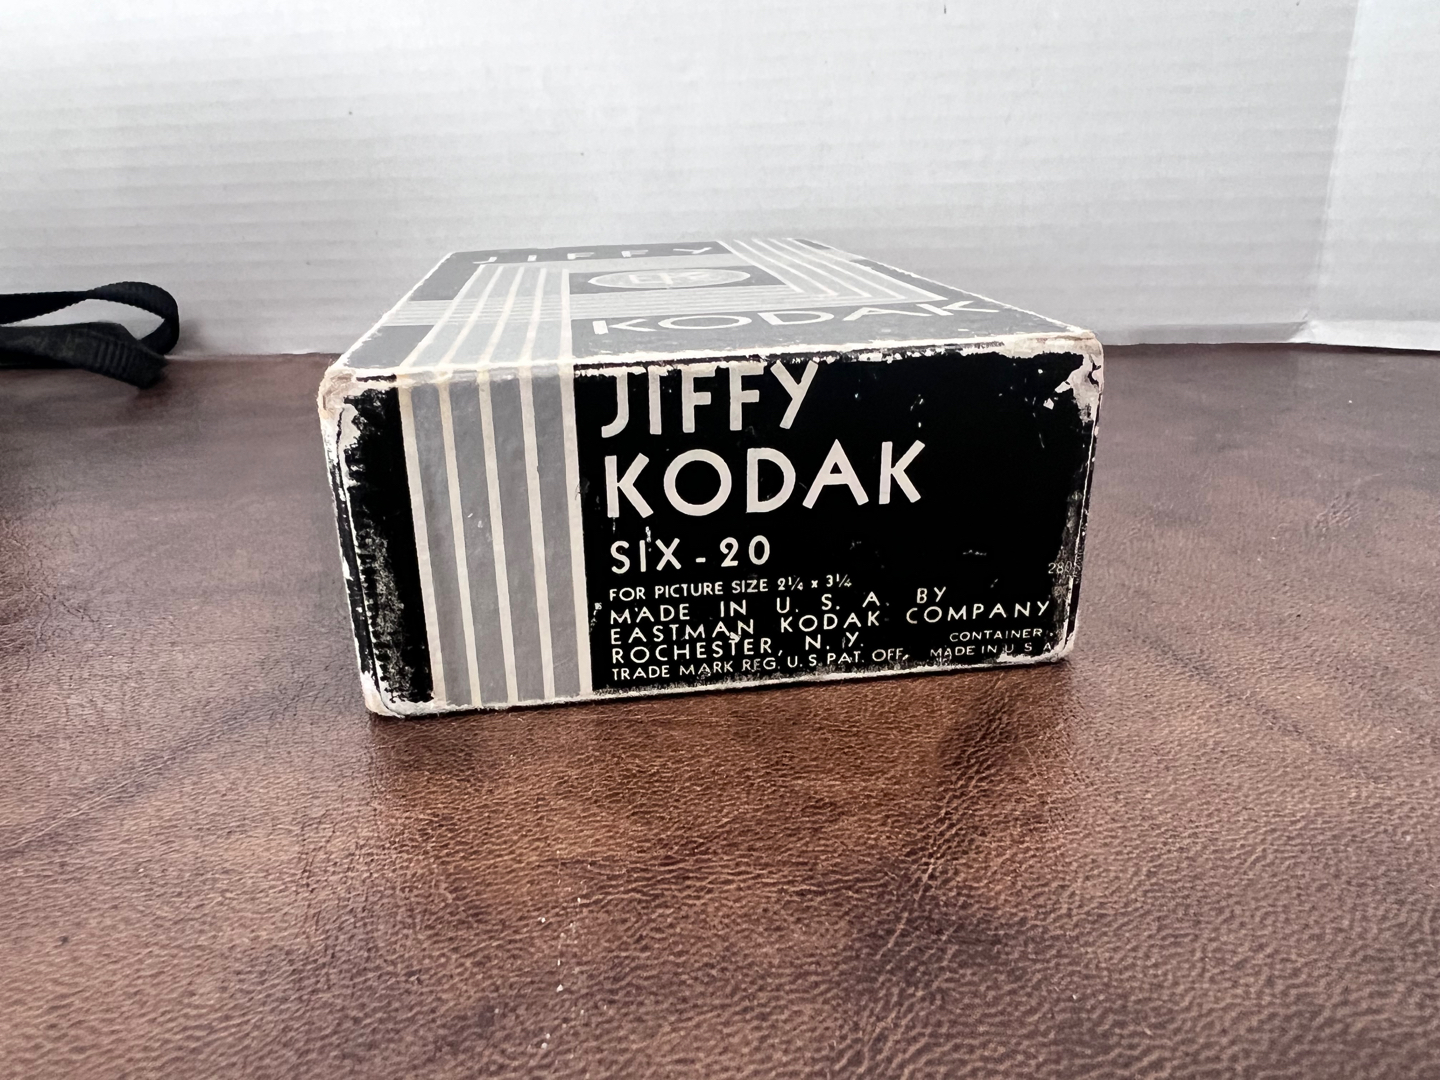 JIFFY
KODAK
JIFFY
KODAK
SIX-20
FOR PICTURE SIZE 2¼ x 3¼
MADE IN U. S. A. BY
EASTMAN KODAK COMPANY
ROCHESTER, N. Y.
TRADE MARK REG. U. S. PAT. OFF.
CONTAINER
MADE IN U S A